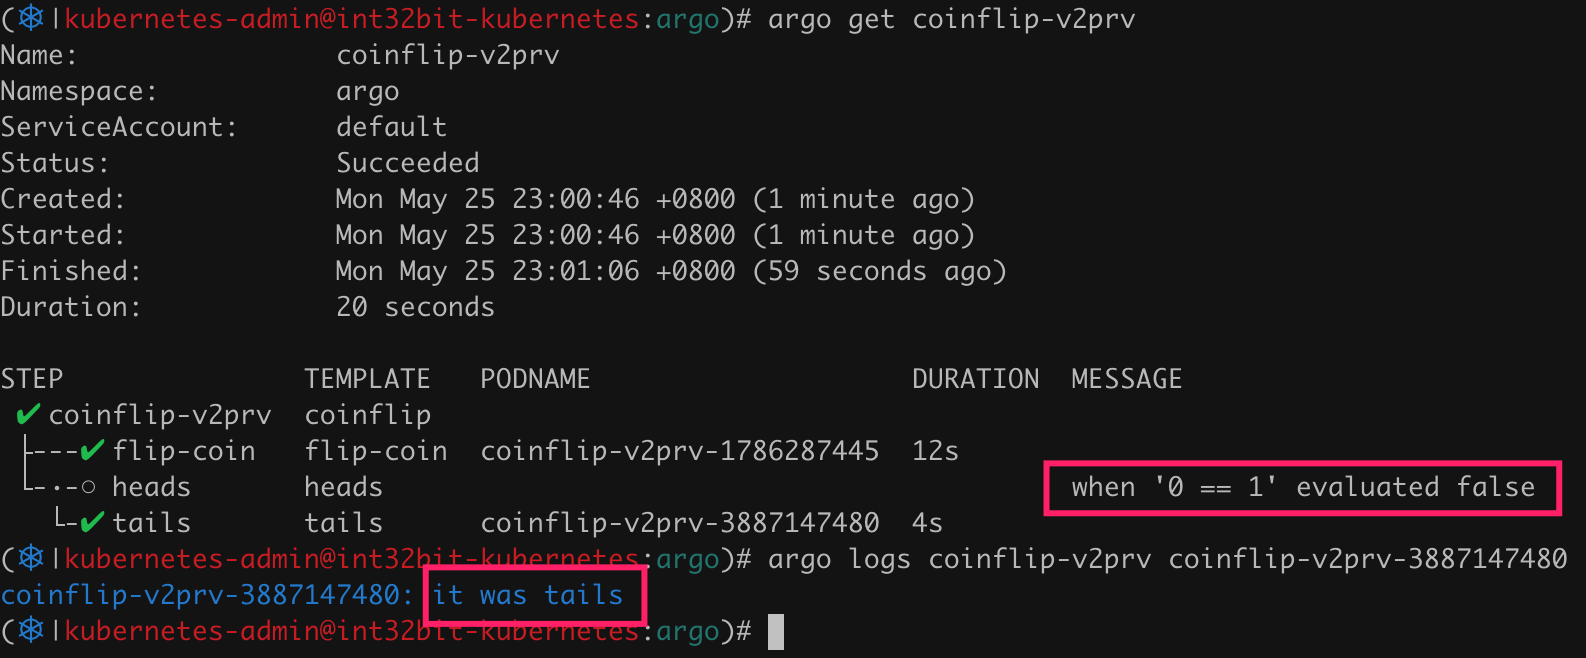 (⎈|kubernetes-admin@int32bit-kubernetes:argo)# argo get coinflip-v2prv
Name:                coinflip-v2prv
Namespace:           argo
ServiceAccount:      default
Status:              Succeeded
Created:             Mon May 25 23:00:46 +0800 (1 minute ago)
Started:             Mon May 25 23:00:46 +0800 (1 minute ago)
Finished:            Mon May 25 23:01:06 +0800 (59 seconds ago)
Duration:            20 seconds

STEP               TEMPLATE   PODNAME                    DURATION  MESSAGE
 ✔ coinflip-v2prv  coinflip
 ├---✔ flip-coin   flip-coin  coinflip-v2prv-1786287445  12s
 └-·-○ heads       heads                                           when '0 == 1' evaluated false
   └-✔ tails       tails      coinflip-v2prv-3887147480  4s
(⎈|kubernetes-admin@int32bit-kubernetes:argo)# argo logs coinflip-v2prv coinflip-v2prv-3887147480
coinflip-v2prv-3887147480: it was tails
(⎈|kubernetes-admin@int32bit-kubernetes:argo)#